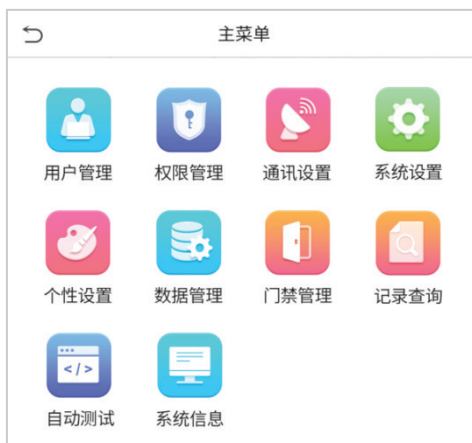 主菜单
用户管理 权限管理 通讯设置 系统设置
个性设置 数据管理 门禁管理 记录查询
</>
自动测试 系统信息